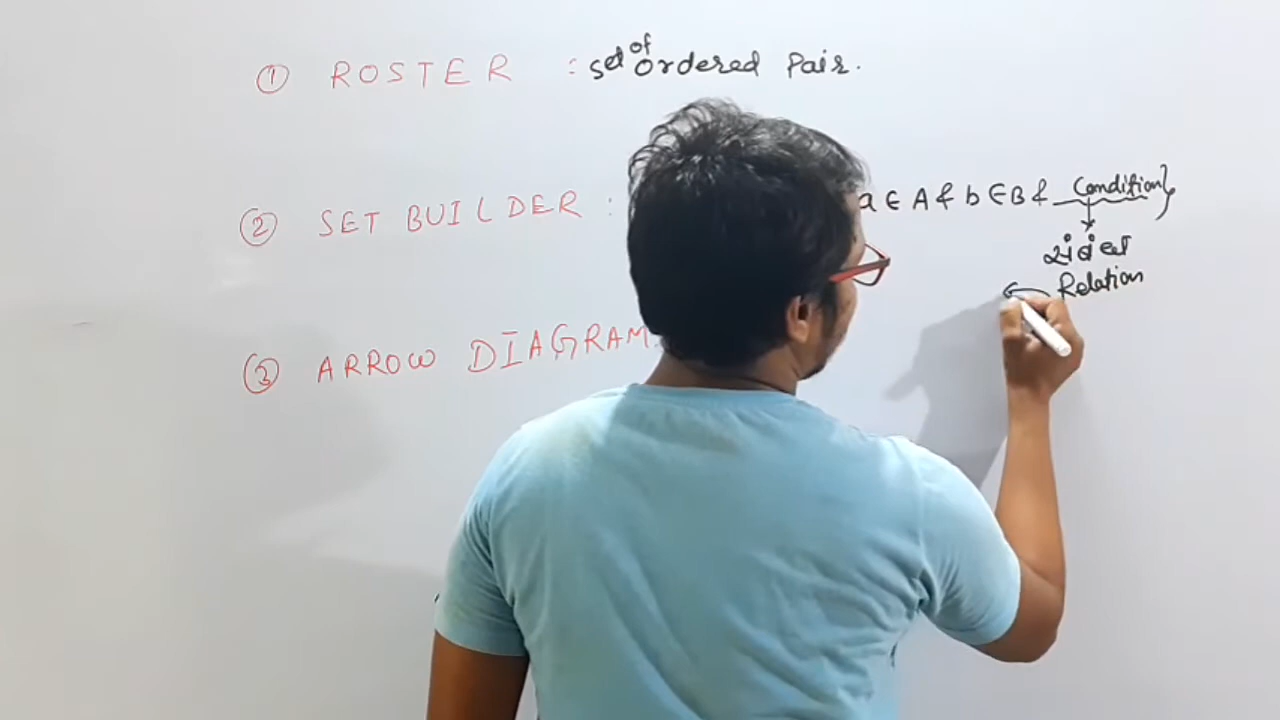 ① ROSTER : Set of Ordered Pair.
② SET BUILDER : a ∈ A & b ∈ B & Condition}
Relation
③ ARROW DIAGRAM